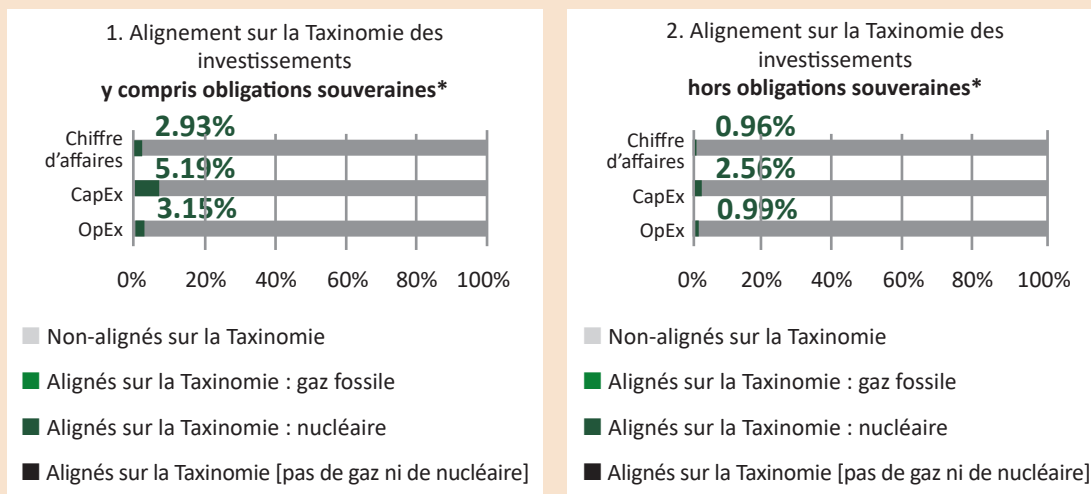 1. Alignement sur la Taxinomie des
investissements
y compris obligations souveraines*
2.93%
Chiffre
d'affaires
5.19%
CapEx
3.15%
OpEx
0% 20% 40% 60% 80% 100%
Non-alignés sur la Taxinomie
Alignés sur la Taxinomie : gaz fossile
Alignés sur la Taxinomie : nucléaire
Alignés sur la Taxinomie [pas de gaz ni de nucléaire]
2. Alignement sur la Taxinomie des
investissements
hors obligations souveraines*
0.96%
Chiffre
d'affaires
2.56%
CapEx
0.99%
OpEx
0% 20% 40% 60% 80% 100%
Non-alignés sur la Taxinomie
Alignés sur la Taxinomie : gaz fossile
Alignés sur la Taxinomie : nucléaire
Alignés sur la Taxinomie [pas de gaz ni de nucléaire]